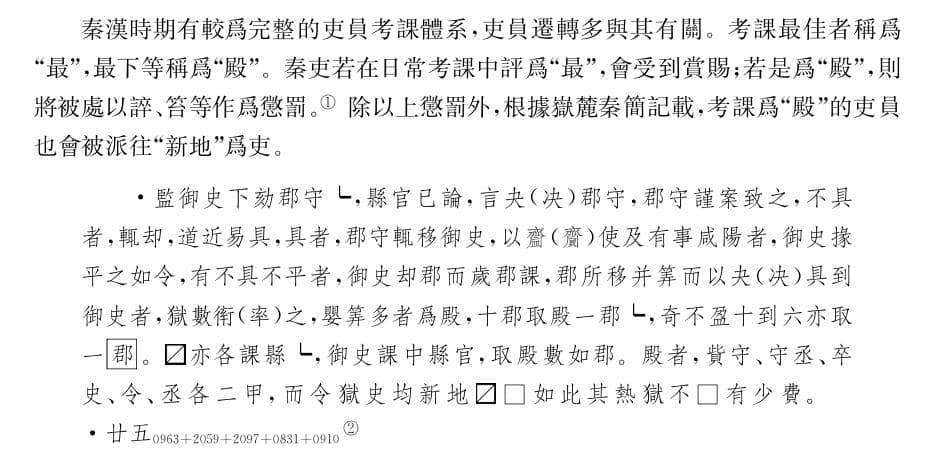 秦漢時期有較爲完整的吏員考課體系,吏員遷轉多與其有關。考課最佳者稱爲
“最”,最下等稱爲“殿”。秦吏若在日常考課中評爲“最”,會受到賞賜;若是爲“殿”,則
將被處以誶、笞等作爲懲罰。① 除以上懲罰外,根據嶽麓秦簡記載,考課爲“殿”的吏員
也會被派往“新地”爲吏。
·監御史下劾郡守┗,縣官已論,言夬(决)郡守,郡守謹案致之,不具
者,輒却,道近易具,具者,郡守輒移御史,以齎(齎)使及有事咸陽者,御史掾
平之如令,有不具不平者,御史却郡而歲郡課,郡所移并筭而以夬(决)具到
御史者,獄數衛(率)之,嬰筭多者爲殿,十郡取殿一郡┗,奇不盈十到六亦取
一郡。☑亦各課縣┗,御史課中縣官,取殿數如郡。殿者,貲守、守丞、卒
史、令、丞各二甲,而令獄史均新地☑□如此其熱獄不□有少費。
·廿五0963+2059+2097+0831+0910②